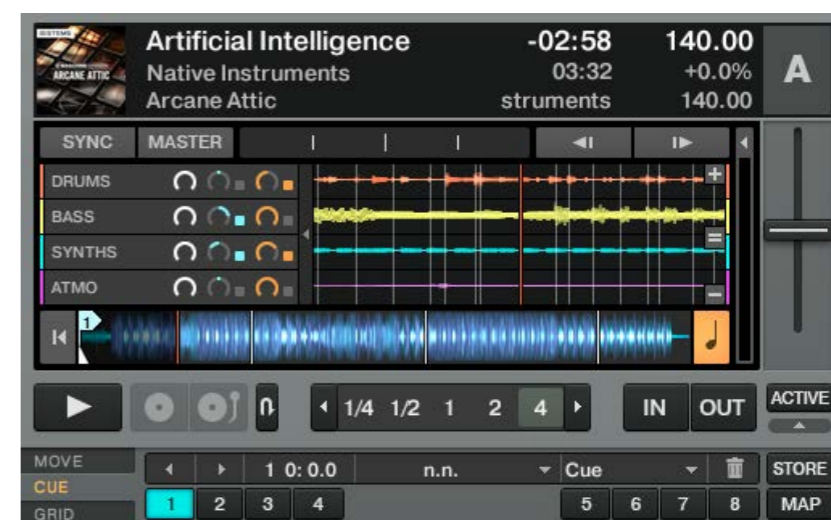 Artificial Intelligence -02:58 140.00
Native Instruments 03:32 +0.0% A
Arcane Attic struments 140.00
ARCANE ATTIC
SYNC MASTER
DRUMS
BASS
SYNTHS
ATMO
1
1/4 1/2 1 2 4 IN OUT ACTIVE
MOVE
1 0: 0.0 n.n. Cue STORE
CUE
1 2 3 4 5 6 7 8 MAP
GRID